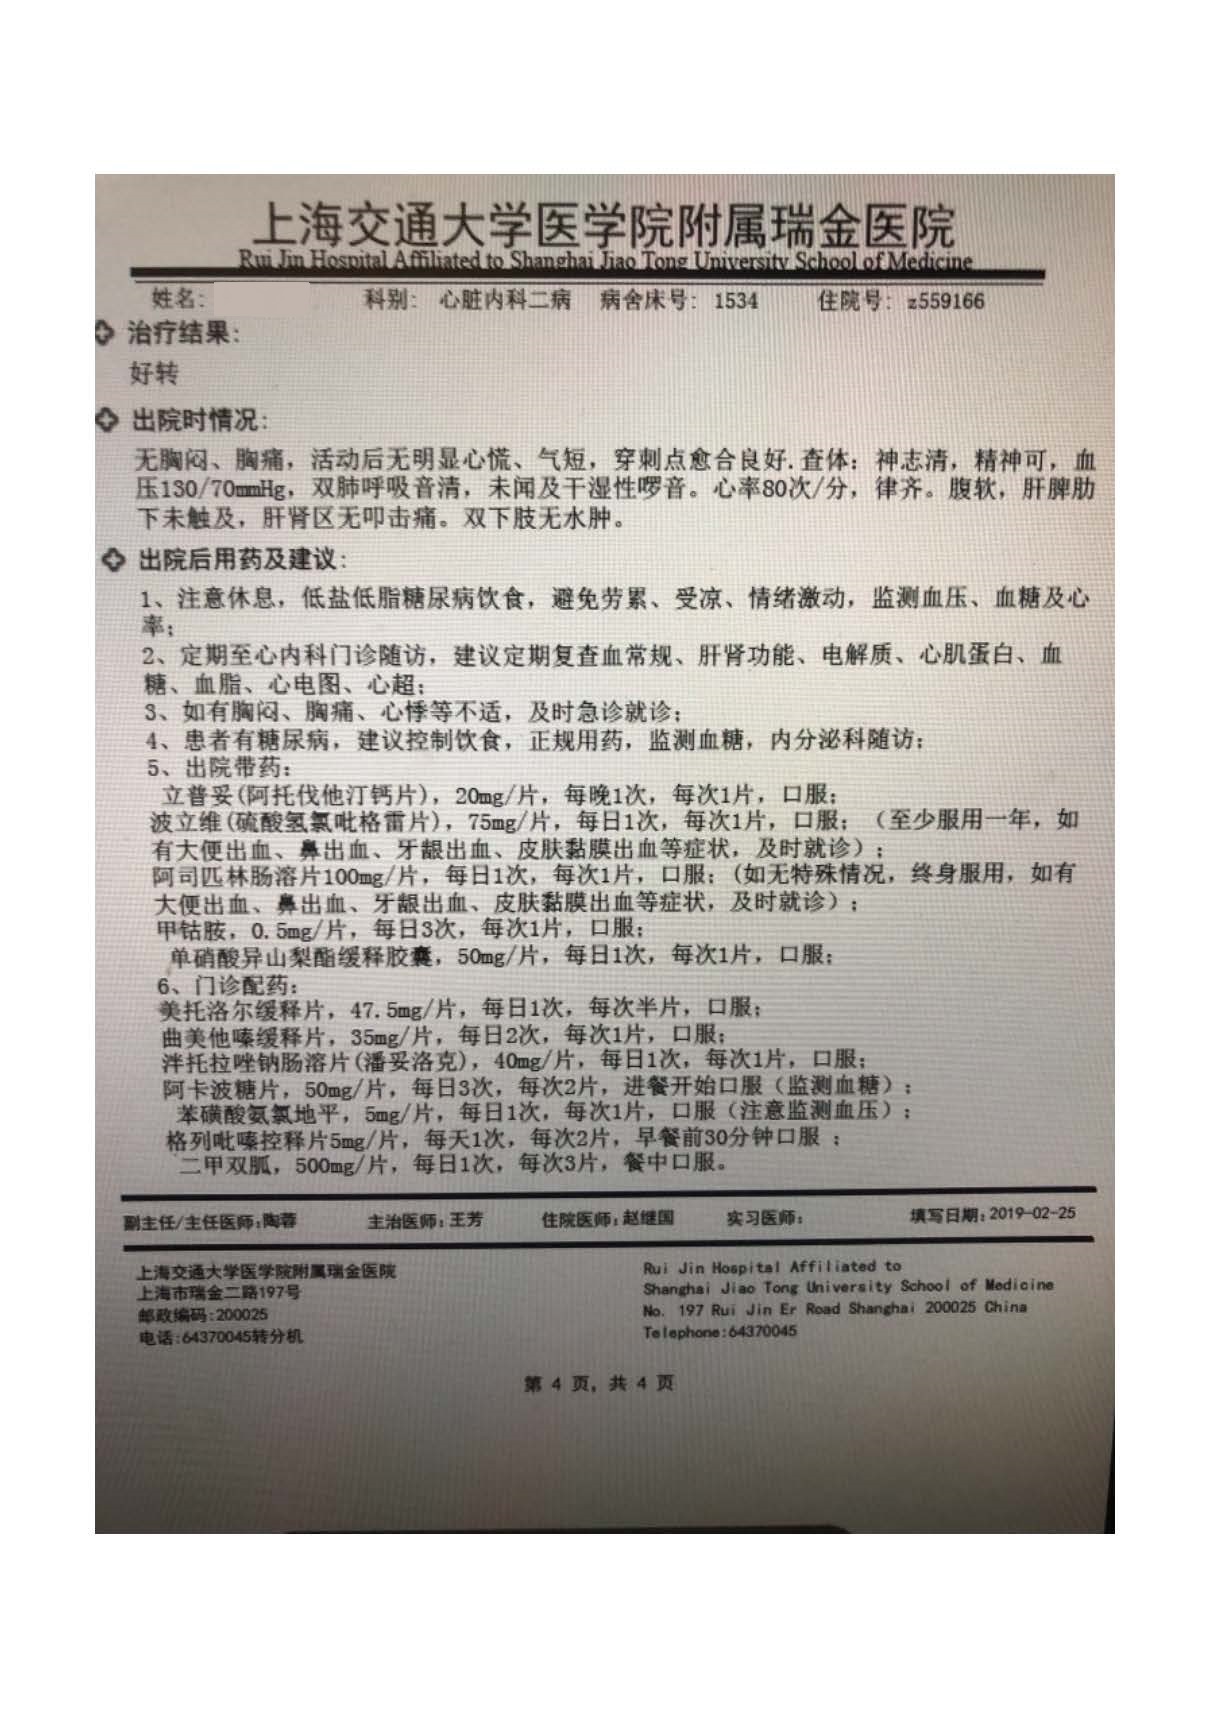 上海交通大学医学院附属瑞金医院
Rui Jin Hospital Affiliated to Shanghai Jiao Tong University School of Medicine
姓名: 科别: 心脏内科二病 病舍床号: 1534 住院号: z559166
治疗结果:
好转
出院时情况:
无胸闷、胸痛，活动后无明显心慌、气短，穿刺点愈合良好.查体：神志清，精神可，血
压130/70mmHg，双肺呼吸音清，未闻及干湿性啰音。心率80次/分，律齐。腹软，肝脾肋
下未触及，肝肾区无叩击痛。双下肢无水肿。
出院后用药及建议:
1、注意休息，低盐低脂糖尿病饮食，避免劳累、受凉、情绪激动，监测血压、血糖及心
率;
2、定期至心内科门诊随访，建议定期复查血常规、肝肾功能、电解质、心肌蛋白、血
糖、血脂、心电图、心超;
3、如有胸闷、胸痛、心悸等不适，及时急诊就诊;
4、患者有糖尿病，建议控制饮食，正规用药，监测血糖，内分泌科随访;
5、出院带药:
立普妥(阿托伐他汀钙片)，20mg/片，每晚1次，每次1片，口服;
波立维(硫酸氢氯吡格雷片)，75mg/片，每日1次，每次1片，口服; （至少服用一年，如
有大便出血、鼻出血、牙龈出血、皮肤黏膜出血等症状，及时就诊）;
阿司匹林肠溶片100mg/片，每日1次，每次1片，口服;(如无特殊情况，终身服用，如有
大便出血、鼻出血、牙龈出血、皮肤黏膜出血等症状，及时就诊）;
甲钴胺，0.5mg/片，每日3次，每次1片，口服;
单硝酸异山梨酯缓释胶囊，50mg/片，每日1次，每次1片，口服;
6、门诊配药:
美托洛尔缓释片，47.5mg/片，每日1次，每次半片，口服;
曲美他嗪缓释片，35mg/片，每日2次，每次1片，口服;
泮托拉唑钠肠溶片(潘妥洛克)，40mg/片，每日1次，每次1片，口服;
阿卡波糖片，50mg/片，每日3次，每次2片，进餐开始口服（监测血糖）;
苯磺酸氨氯地平，5mg/片，每日1次，每次1片，口服（注意监测血压）;
格列吡嗪控释片5mg/片，每天1次，每次2片，早餐前30分钟口服 ;
二甲双胍，500mg/片，每日1次，每次3片，餐中口服。
副主任/主任医师:陶蓉 主治医师:王芳 住院医师:赵继国 实习医师: 填写日期:2019-02-25
上海交通大学医学院附属瑞金医院
上海市瑞金二路197号
邮政编码:200025
电话:64370045转分机
Rui Jin Hospital Affiliated to
Shanghai Jiao Tong University School of Medicine
No. 197 Rui Jin Er Road Shanghai 200025 China
Telephone:64370045
第 4 页，共 4 页